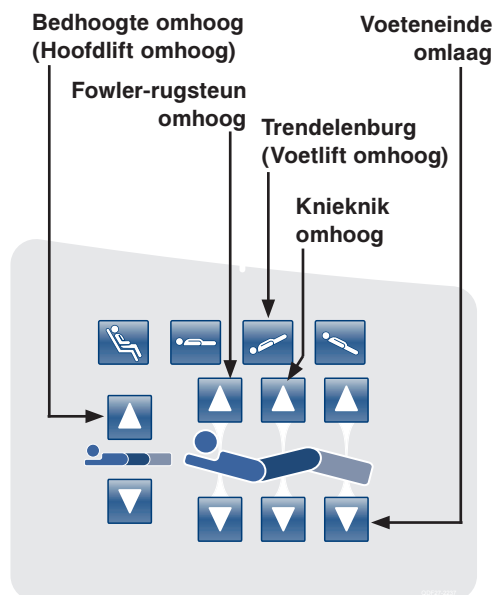 Bedhoogte omhoog
(Hoofdlift omhoog)
Voeteneinde
omlaag
Fowler-rugsteun
omhoog
Trendelenburg
(Voetlift omhoog)
Knieknik
omhoog